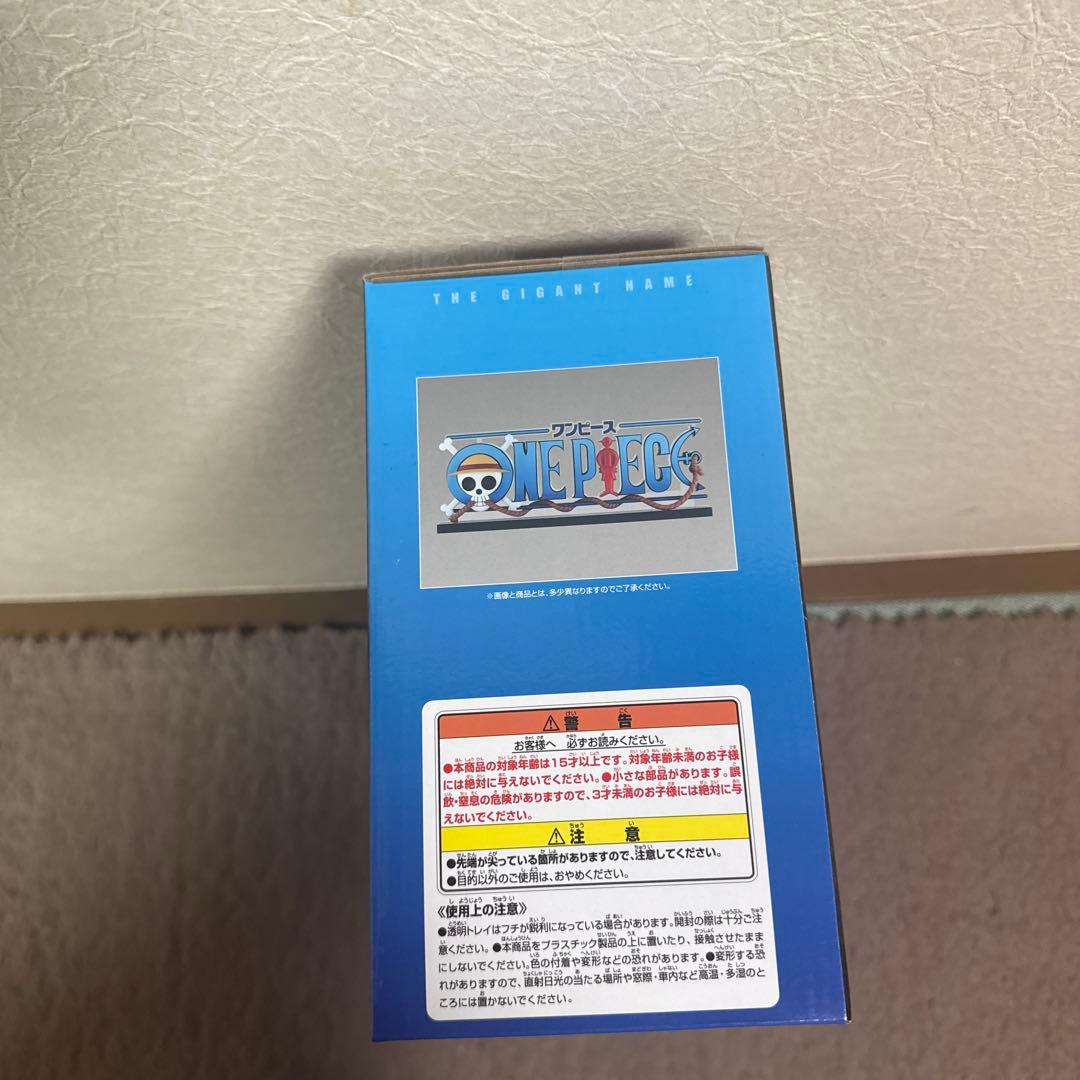 THE GIGANT NAME
ワンピース
ONE PIECE
※画像と商品とは、多少異なりますのでご了承ください。
⚠警告
お客様へ 必ずお読みください。
●本商品の対象年齢は15才以上です。対象年齢未満のお子様
には絶対に与えないでください。●小さな部品があります。誤
飲・窒息の危険がありますので、3才未満のお子様には絶対に与
えないでください。
⚠注意
●先端が尖っている箇所がありますので、注意してください。
●目的以外のご使用は、おやめください。
《使用上の注意》
●透明トレイはフチが鋭利になっている場合があります。開封の際は十分ご注
意ください。●本商品をプラスチック製品の上に置いたり、接触させたまま
にしないでください。色の付着や変形などの恐れがあります。●変形する恐
れがありますので、直射日光の当たる場所や窓際・車内など高温・多湿のと
ころには置かないでください。